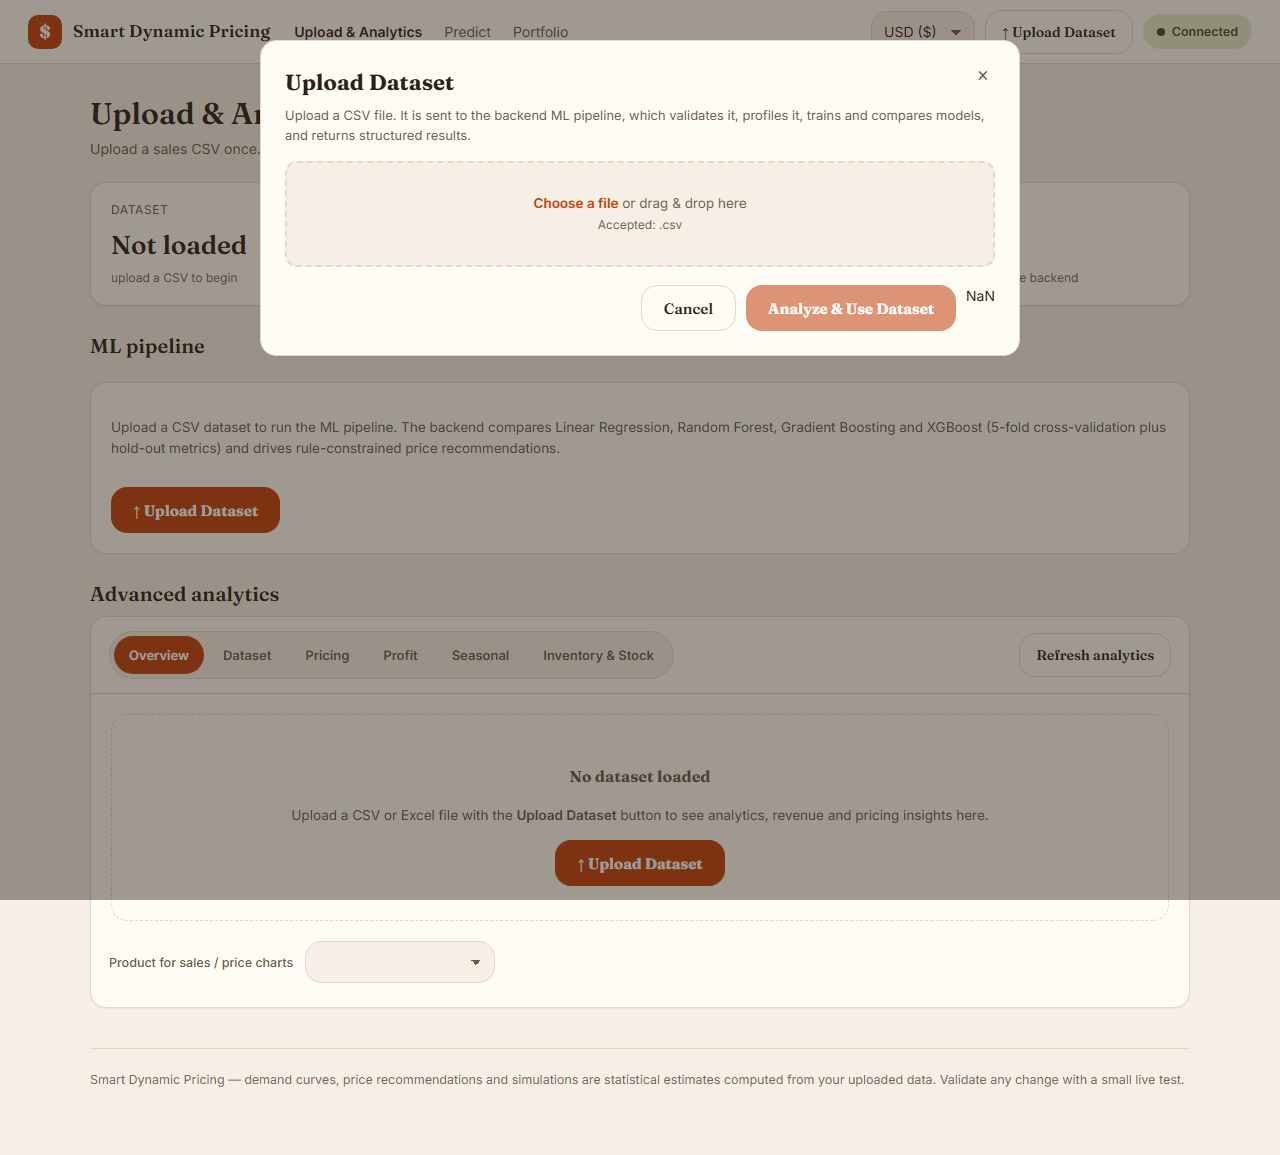 $ Smart Dynamic Pricing Upload & Analytics Predict Portfolio USD ($) ↑ Upload Dataset Connected
Upload Dataset ×
Upload a CSV file. It is sent to the backend ML pipeline, which validates it, profiles it, trains and compares models,
and returns structured results.
Choose a file or drag & drop here
Accepted: .csv
Cancel Analyze & Use Dataset NaN
Upload &
Upload a sales CSV once.
DATASET
Not loaded
upload a CSV to begin
backend
ML pipeline
Upload a CSV dataset to run the ML pipeline. The backend compares Linear Regression, Random Forest, Gradient Boosting and XGBoost (5-fold cross-validation plus
hold-out metrics) and drives rule-constrained price recommendations.
↑ Upload Dataset
Advanced analytics
Overview Dataset Pricing Profit Seasonal Inventory & Stock Refresh analytics
No dataset loaded
Upload a CSV or Excel file with the Upload Dataset button to see analytics, revenue and pricing insights here.
↑ Upload Dataset
Product for sales / price charts
Smart Dynamic Pricing — demand curves, price recommendations and simulations are statistical estimates computed from your uploaded data. Validate any change with a small live test.